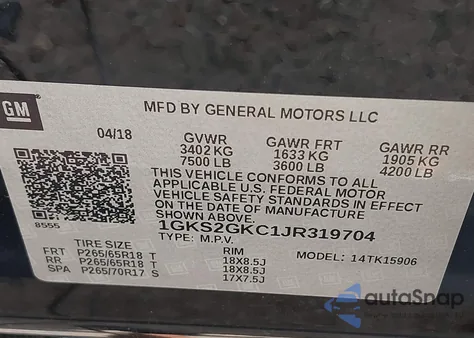 GM
MFD BY GENERAL MOTORS LLC
04/18
GVWR GAWR FRT GAWR RR
3402 KG 1633 KG 1905 KG
7500 LB 3600 LB 4200 LB
THIS VEHICLE CONFORMS TO ALL
APPLICABLE U.S. FEDERAL MOTOR
VEHICLE SAFETY STANDARDS IN EFFECT
ON THE DATE OF MANUFACTURE
SHOWN ABOVE.
8555
1GKS2GKC1JR319704
TYPE: M.P.V.
TIRE SIZE RIM MODEL: 14TK15906
FRT P265/65R18 T 18X8.5J
RR P265/65R18 T 18X8.5J
SPA P265/70R17 S 17X7.5J
autoSnap